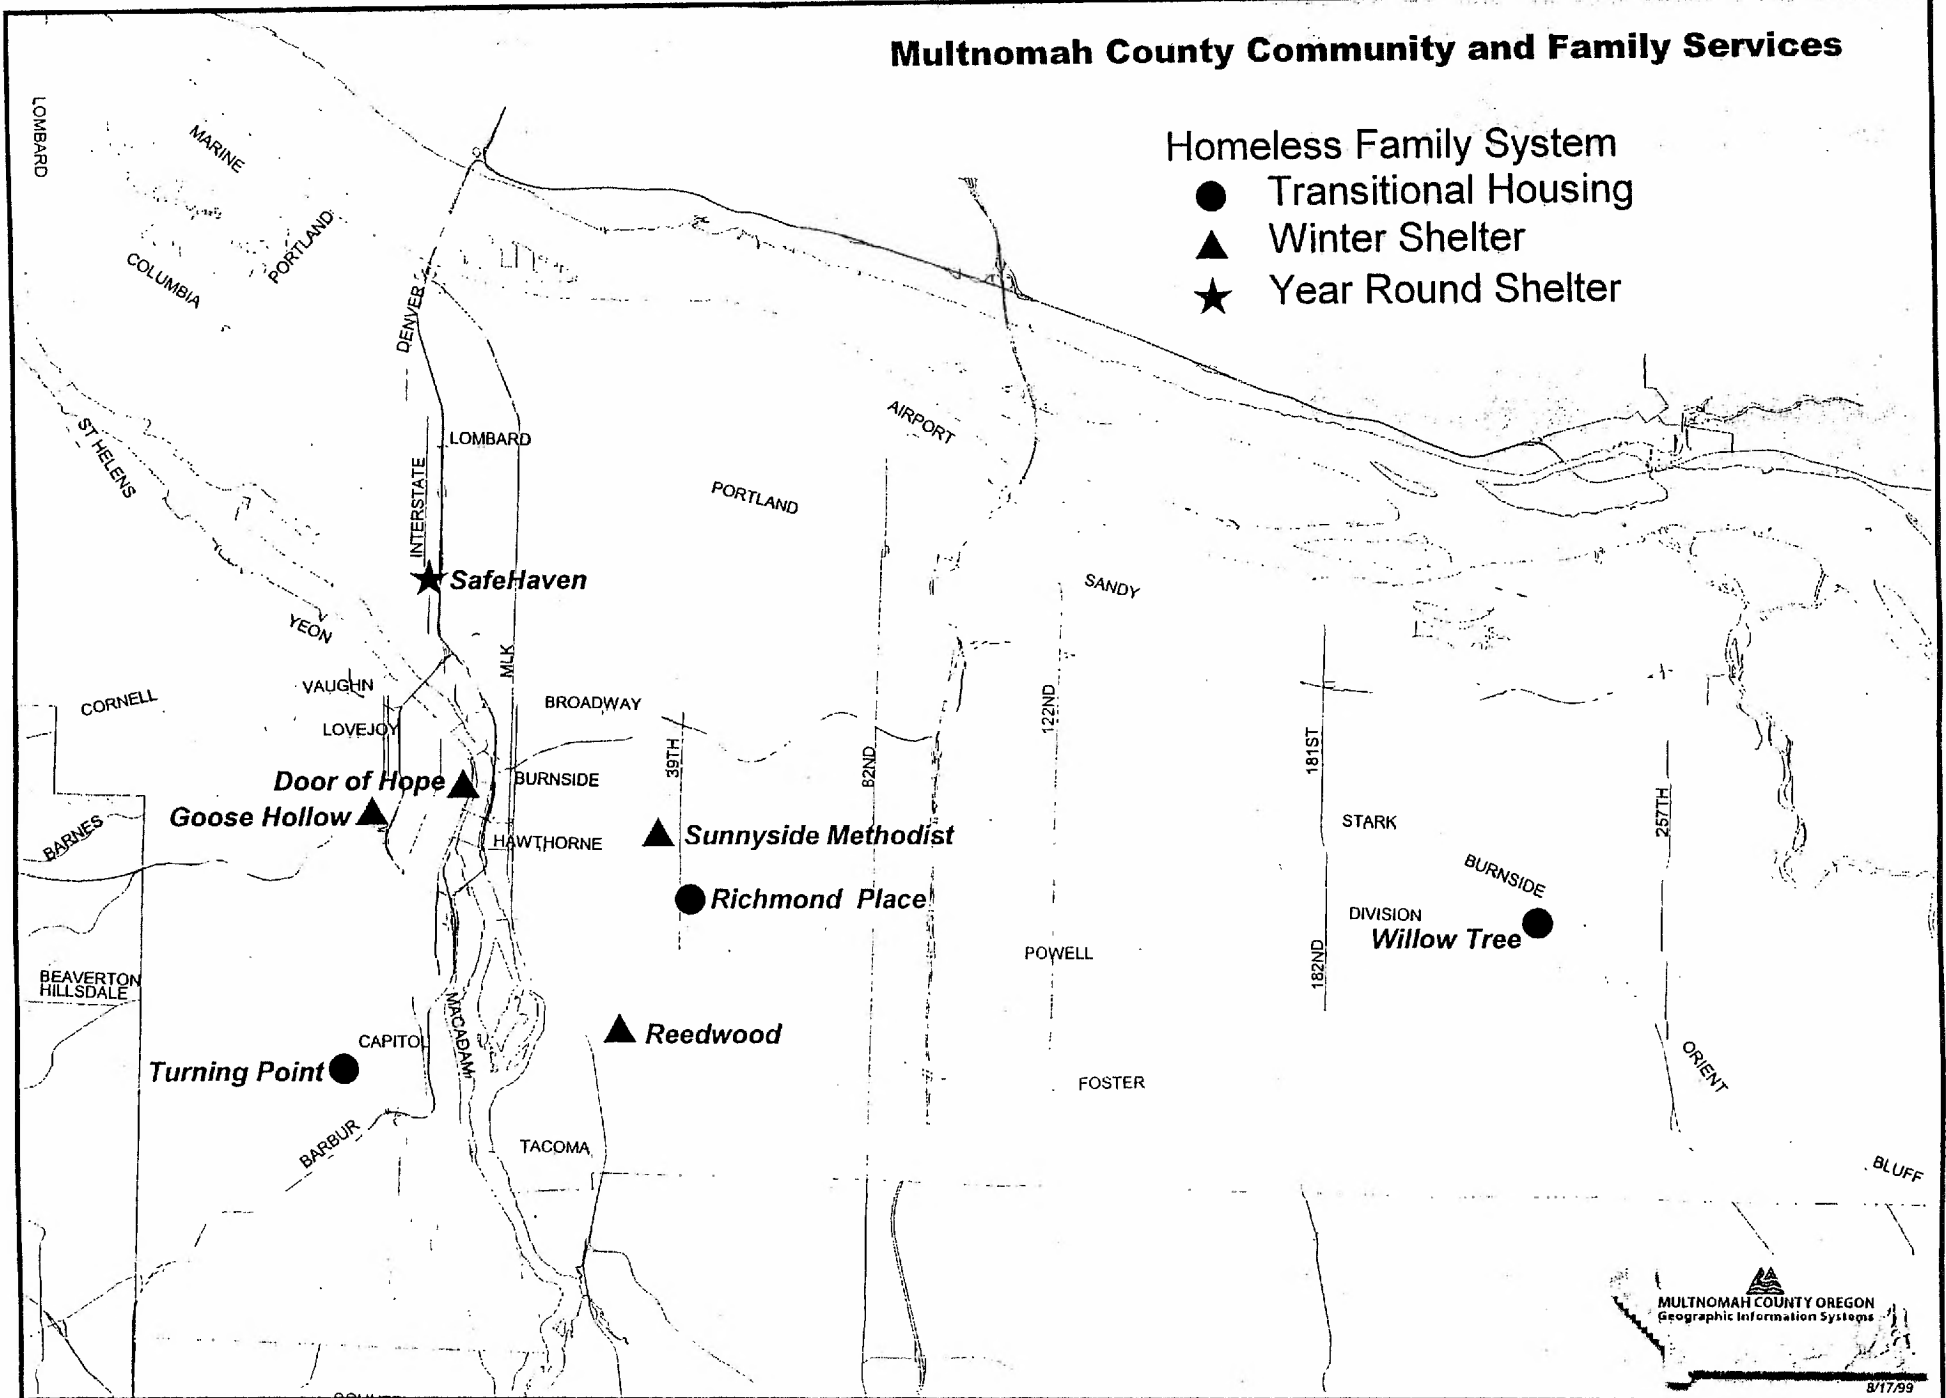 Multnomah County Community and Family Services
Homeless Family System
Transitional Housing
Winter Shelter
Year Round Shelter
LOMBARD
MARINE
PORTLAND
COLUMBIA
DENVER
ST HELENS
LOMBARD
INTERSTATE
AIRPORT
PORTLAND
SafeHaven
SANDY
YEON
MLK
VAUGHN
CORNELL
BROADWAY
LOVEJOY
39TH
82ND
122ND
181ST
257TH
Door of Hope
BURNSIDE
Goose Hollow
BARNES
HAWTHORNE
Sunnyside Methodist
STARK
BURNSIDE
Richmond Place
DIVISION
Willow Tree
POWELL
182ND
BEAVERTON
HILLSDALE
MACADAM
CAPITOL
Reedwood
Turning Point
FOSTER
ORIENT
BARBUR
TACOMA
BLUFF
MULTNOMAH COUNTY OREGON
Geographic Information Systems
8/17/99